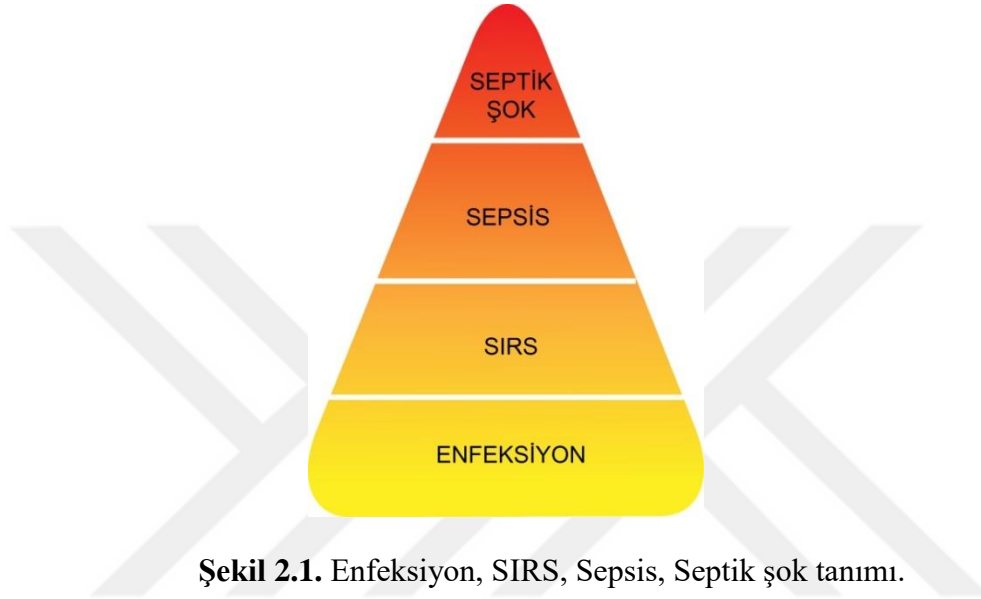 SEPTİK
ŞOK
SEPSİS
SIRS
ENFEKSİYON
Şekil 2.1. Enfeksiyon, SIRS, Sepsis, Septik şok tanımı.